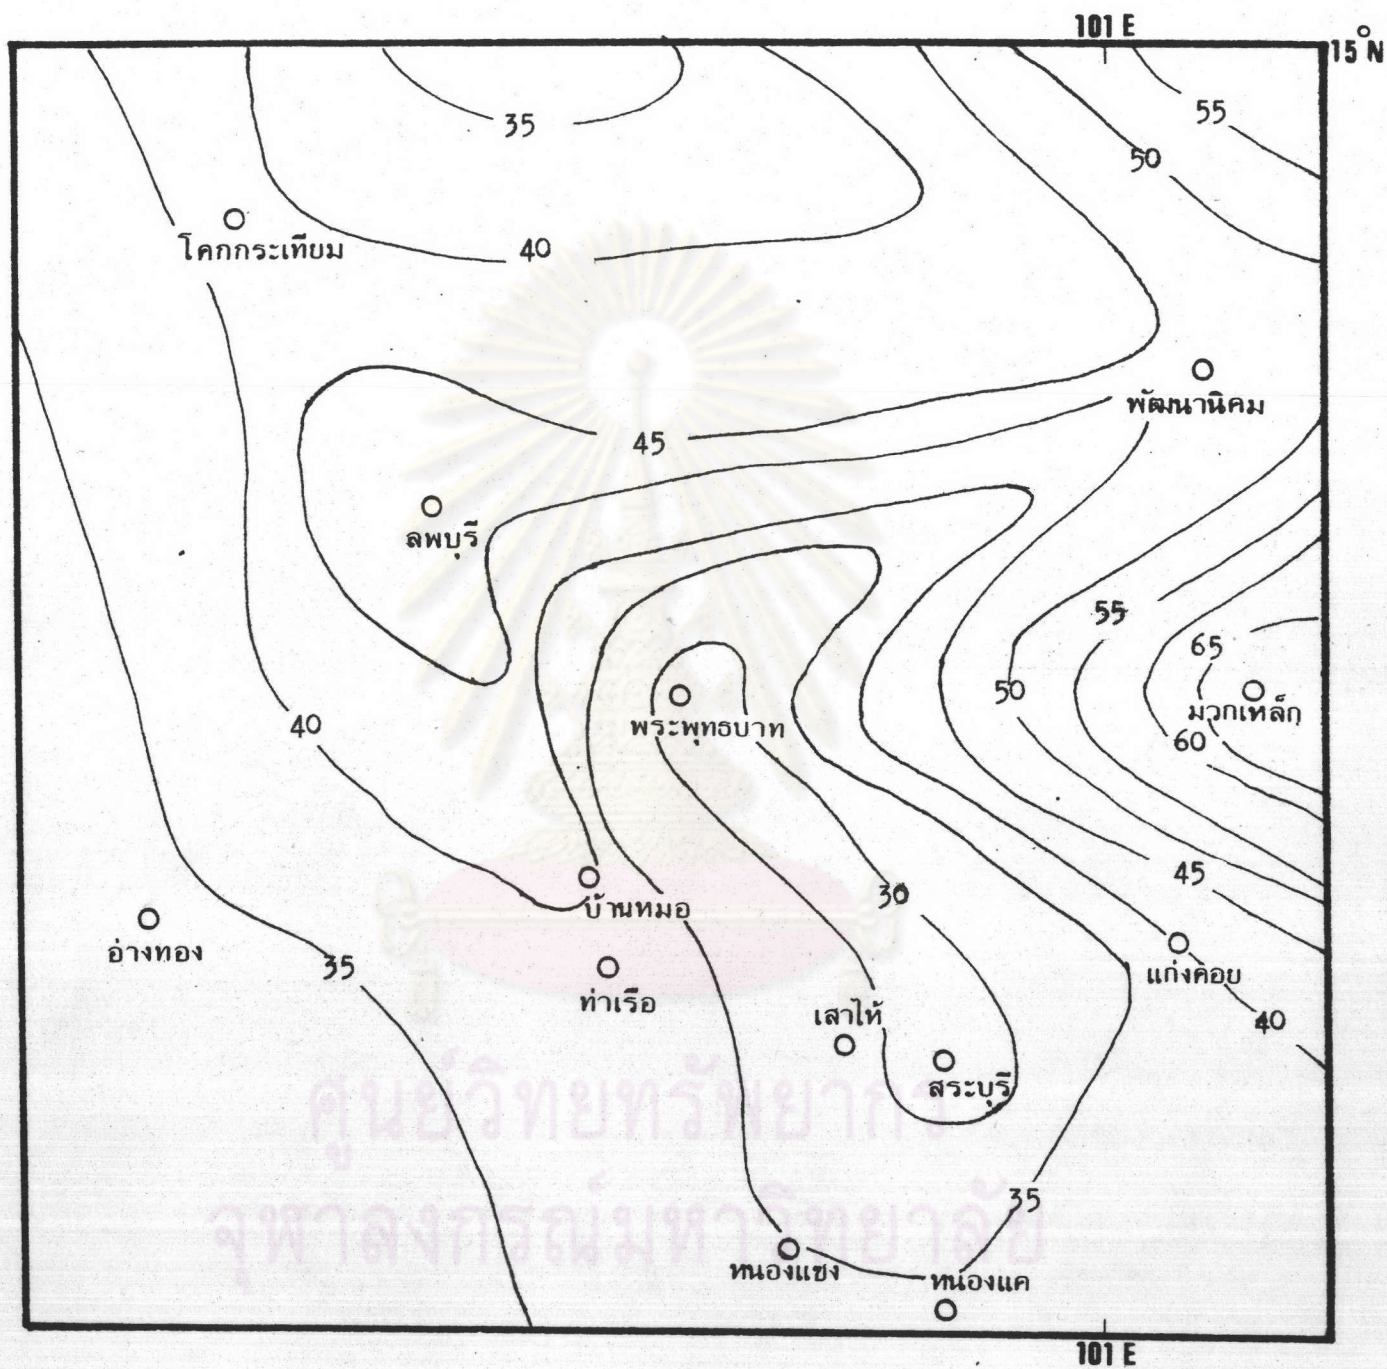 101 E
15°N
55
35
50
40
โคกกระเทียม
พัฒนานิคม
45
ลพบุรี
55
65
50
มวกเหล็ก
พระพุทธบาท
40
60
45
30
บ้านหมอ
อ่างทอง
35
ท่าเรือ
แก่งคอย
เสาไห้
40
สระบุรี
ศูนย์วิทยทรัพยากร
35
จุฬาลงกรณ์มหาวิทยาลัย
หนองแซง
หนองแค
101 E